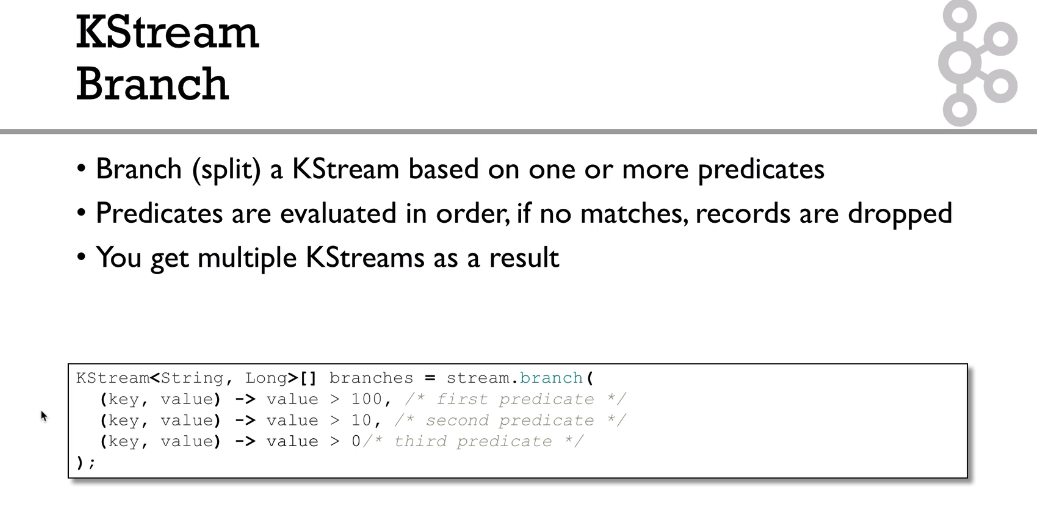 KStream
Branch
• Branch (split) a KStream based on one or more predicates
• Predicates are evaluated in order, if no matches, records are dropped
• You get multiple KStreams as a result
KStream<String, Long>[] branches = stream.branch(
  (key, value) -> value > 100, /* first predicate */
  (key, value) -> value > 10, /* second predicate */
  (key, value) -> value > 0/* third predicate */
);